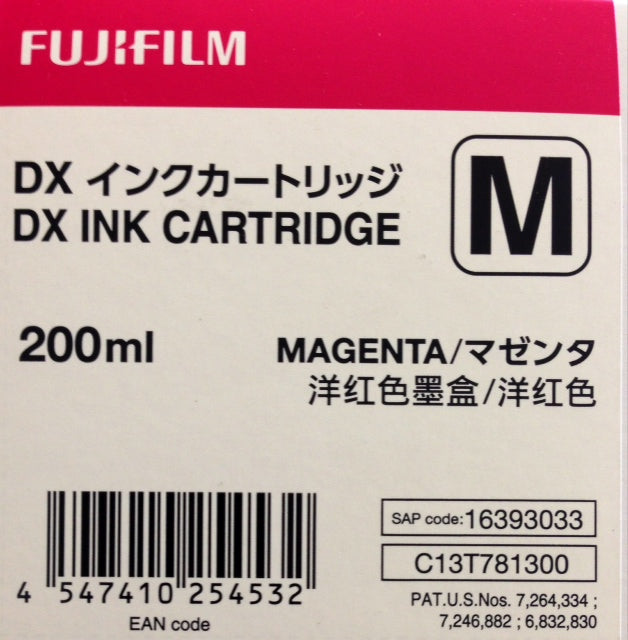 FUJIFILM
DX インクカートリッジ
DX INK CARTRIDGE
M
200ml
MAGENTA/マゼンタ
洋红色墨盒/洋红色
SAP code:16393033
C13T781300
4 547410 254532
EAN code
PAT.U.S.Nos. 7,264,334 ;
7,246,882 ; 6,832,830